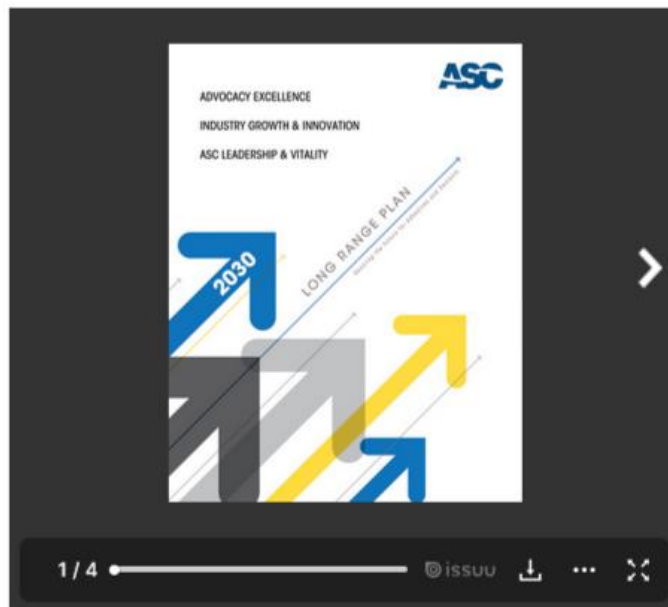 ASC
ADVOCACY EXCELLENCE
INDUSTRY GROWTH & INNOVATION
ASC LEADERSHIP & VITALITY
LONG RANGE PLAN
2030
1 / 4
issuu